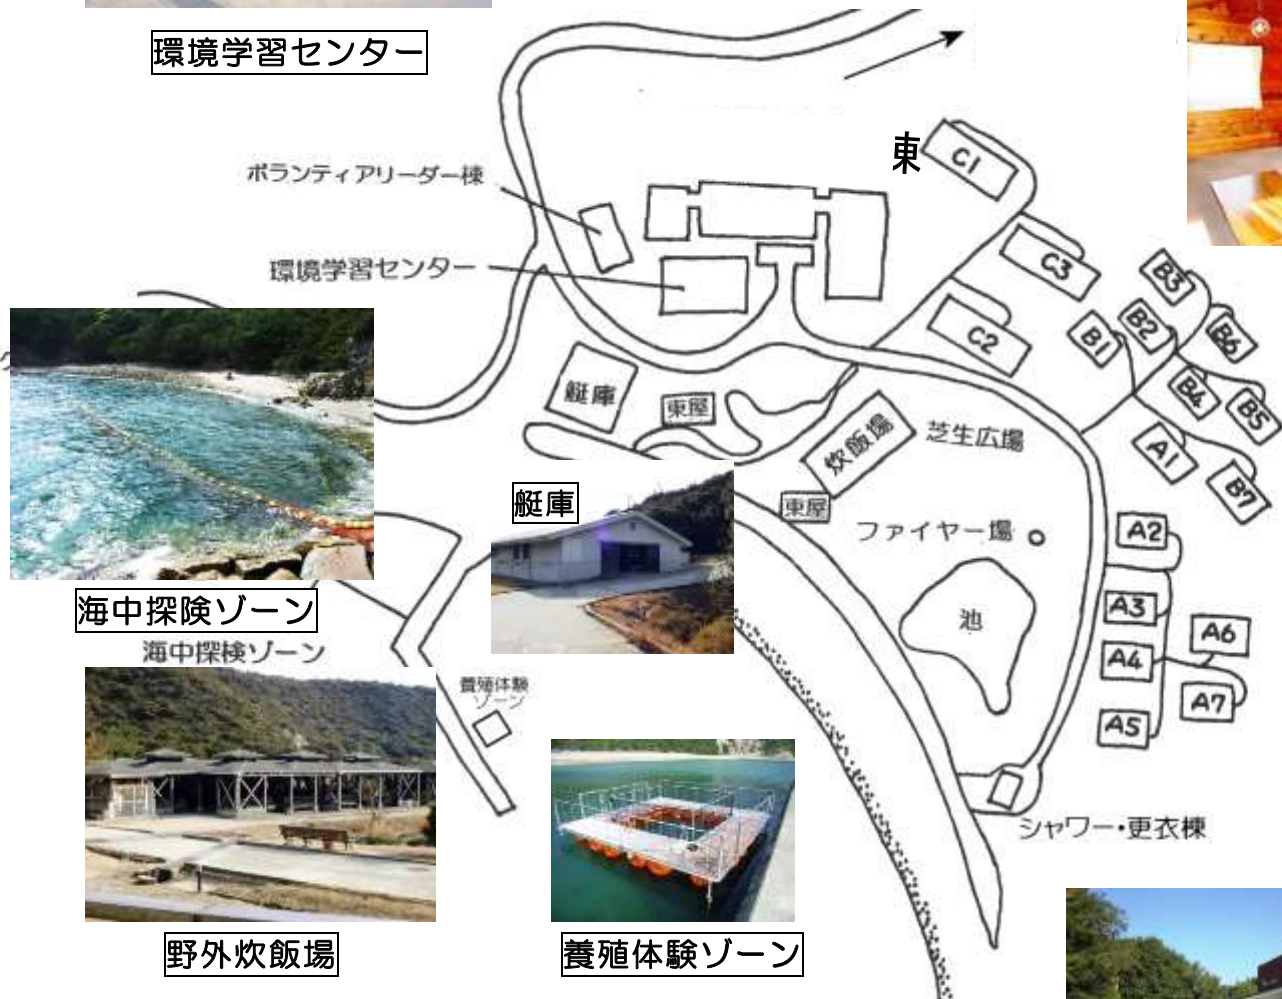 環境学習センター
東
C1
ボランティアリーダー棟
C3
B3
環境学習センター
B2
B6
C2
B1
艇庫
東屋
B4
B5
炊飯場
芝生広場
A1
B7
艇庫
東屋
ファイヤー場
A2
海中探険ゾーン
池
A3
A6
海中探検ゾーン
A4
養殖体験
ゾーン
A7
A5
シャワー・更衣棟
野外炊飯場
養殖体験ゾーン